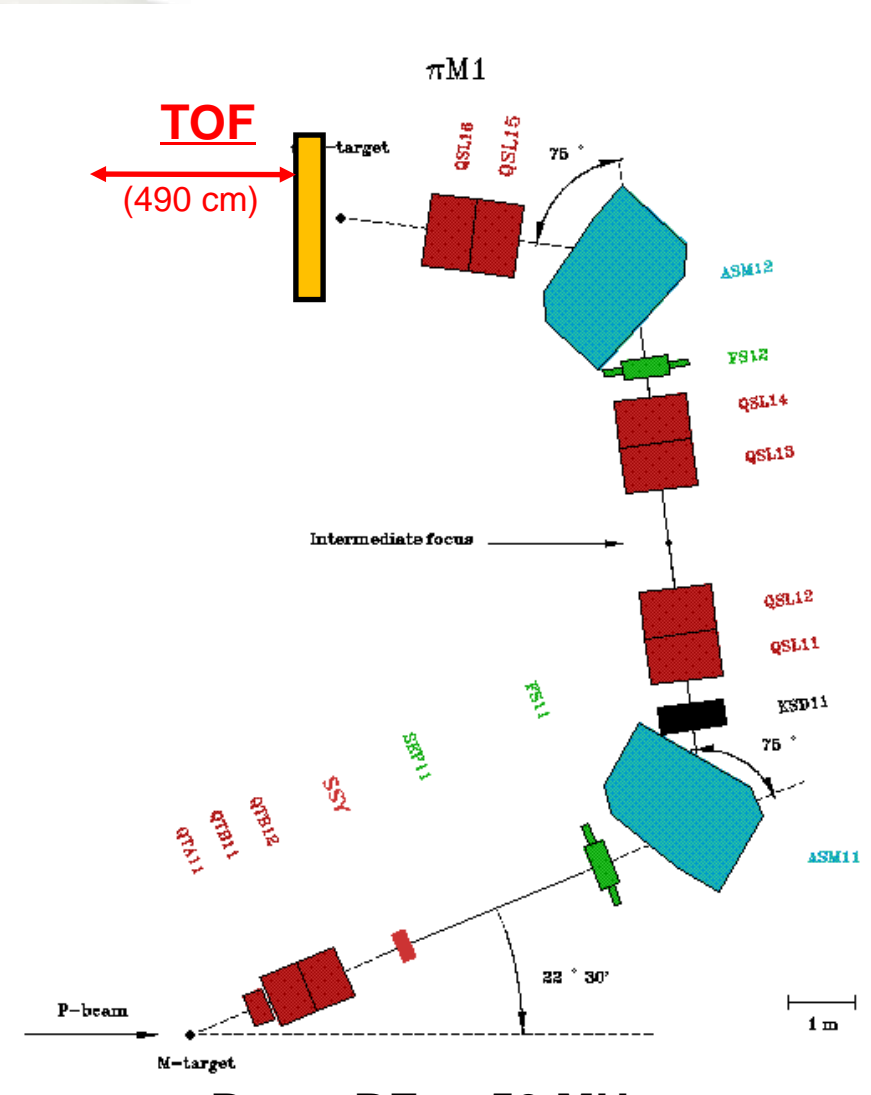 πM1
TOF
(490 cm)
-target
QSL16
QSL15
75 °
ASM12
FS12
QSL14
QSL13
Intermediate focus
QSL12
QSL11
KSD11
75 °
FS11
SEP11
SSY
QTB12
QTB11
QTA11
ASM11
22 ° 30'
P-beam
1 m
M-target